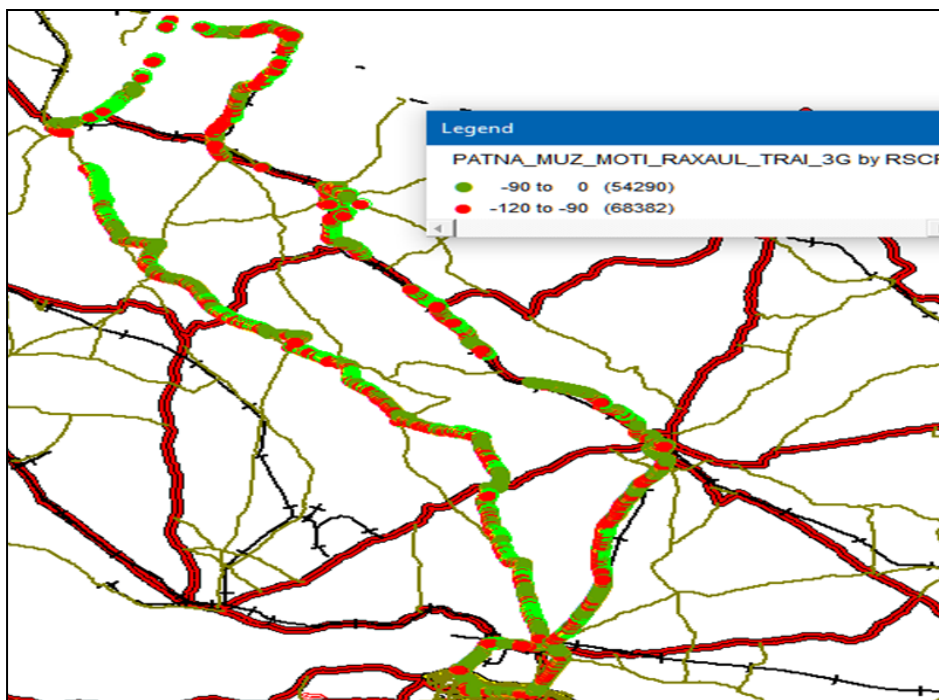 Legend
PATNA_MUZ_MOTI_RAXAUL_TRAI_3G by RSCP
-90 to 0 (54290)
-120 to -90 (68382)